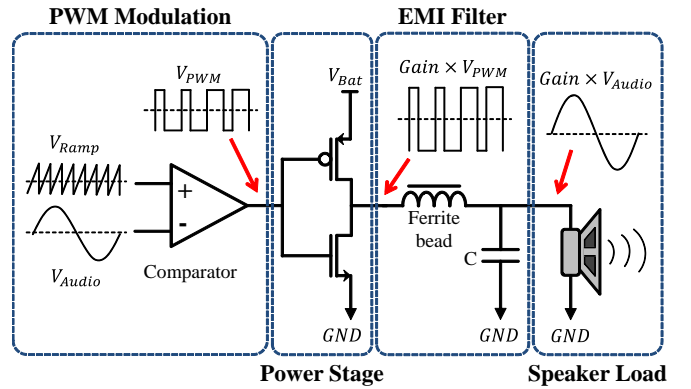 PWM Modulation
EMI Filter
V_PWM
V_Bat
Gain × V_PWM
Gain × V_Audio
V_Ramp
+
-
V_Audio
Comparator
Ferrite
bead
C
GND
GND
GND
Power Stage
Speaker Load